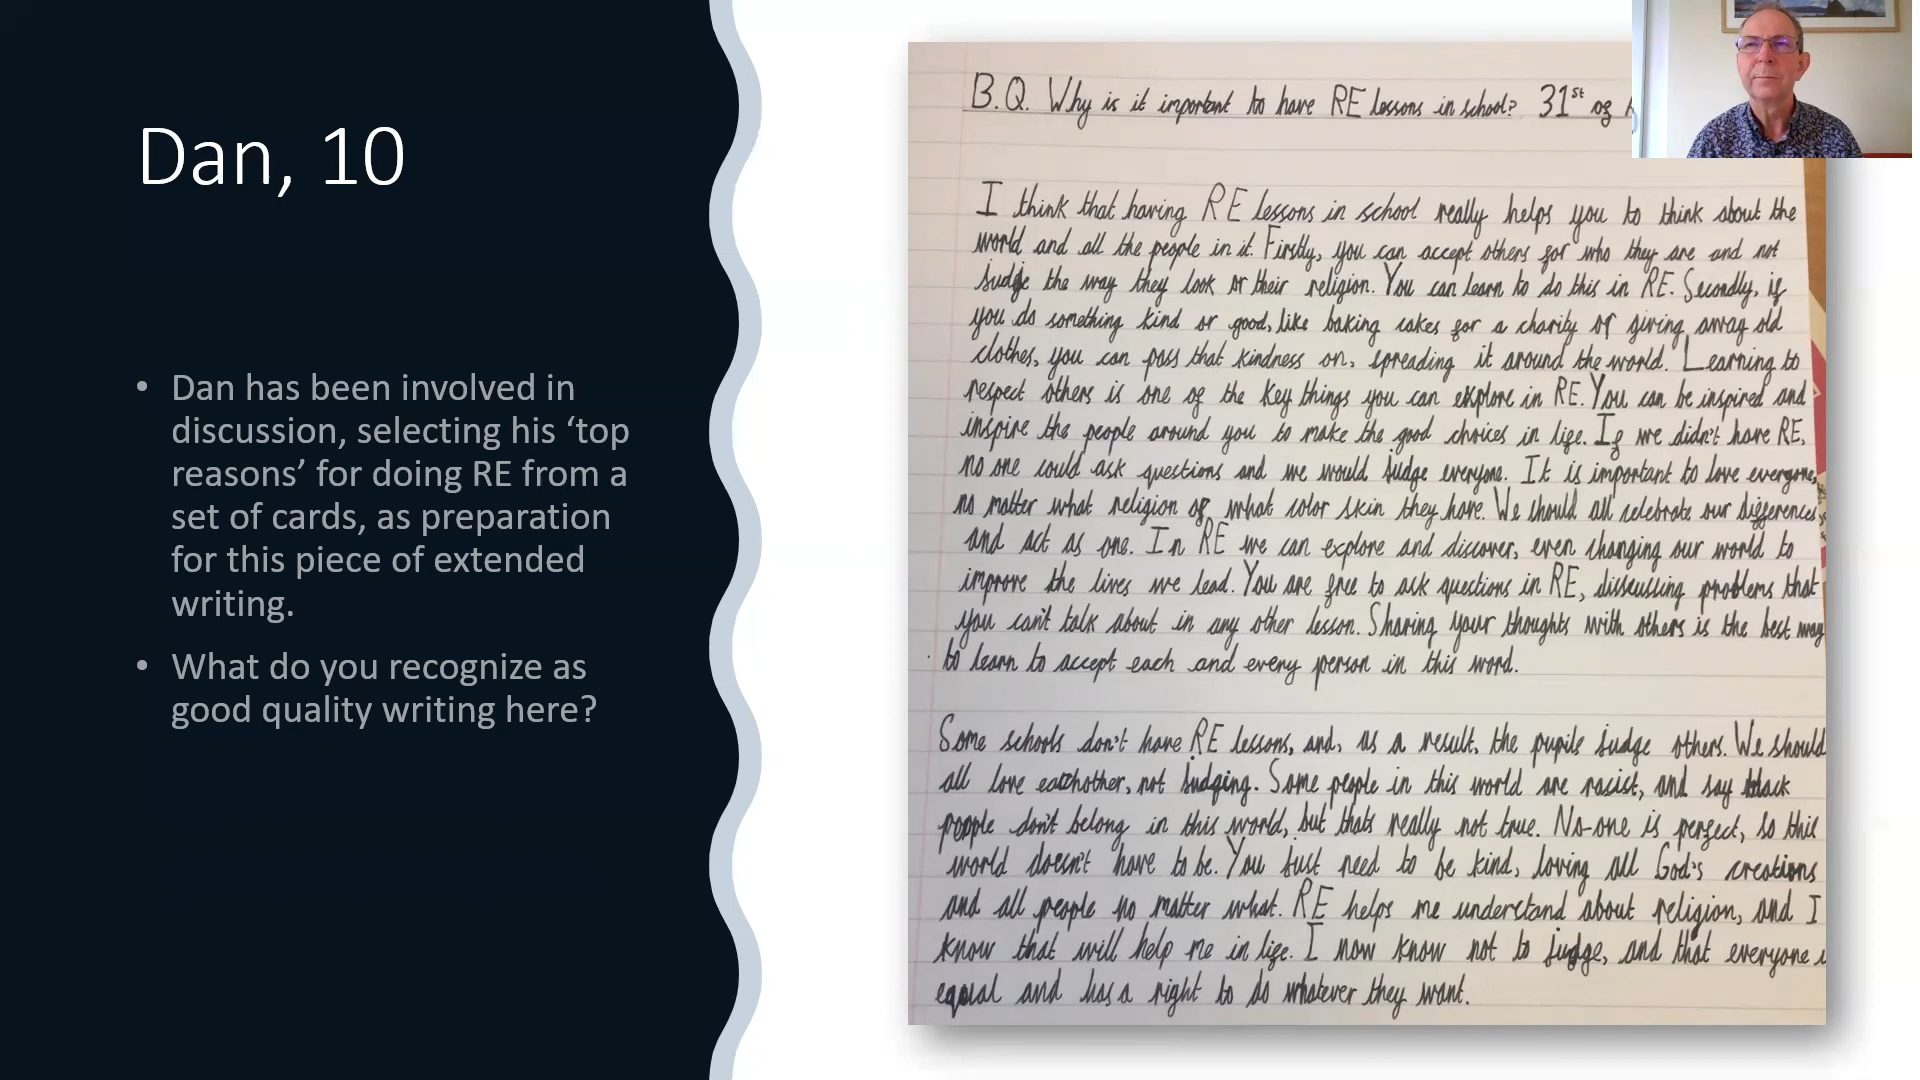 Dan, 10
• Dan has been involved in
discussion, selecting his ‘top
reasons’ for doing RE from a
set of cards, as preparation
for this piece of extended
writing.
• What do you recognize as
good quality writing here?
B.Q. Why is it important to have RE lessons in school? 31st of
I think that having RE lessons in school really helps you to think about the
world and all the people in it. Firstly, you can accept others for who they are and not
judge the way they look or their religion. You can learn to do this in RE. Secondly, if
you do something kind or good, like baking cakes for a charity or giving away old
clothes, you can pass that kindness on, spreading it around the world. Learning to
respect others is one of the key things you can explore in RE. You can be inspired and
inspire the people around you to make the good choices in life. If we didn't have RE,
no one could ask questions and we would judge everyone. It is important to love everyone,
no matter what religion or what color skin they have. We should all celebrate our differences
and act as one. In RE we can explore and discover, even changing our world to
improve the lives we lead. You are free to ask questions in RE, disscussing problems that
you can't talk about in any other lesson. Sharing your thoughts with others is the best way
to learn to accept each and every person in this word.
Some schools don't have RE lessons, and, as a result, the pupils judge others. We should
all love eachother, not judging. Some people in this world are racist, and say black
people don't belong in this world, but thats really not true. No-one is perfect, so this
world doesn't have to be. You just need to be kind, loving all God's creations
and all people no matter what. RE helps me understand about religion, and I
know that will help me in life. I now know not to judge, and that everyone
equal and has a right to do whatever they want.